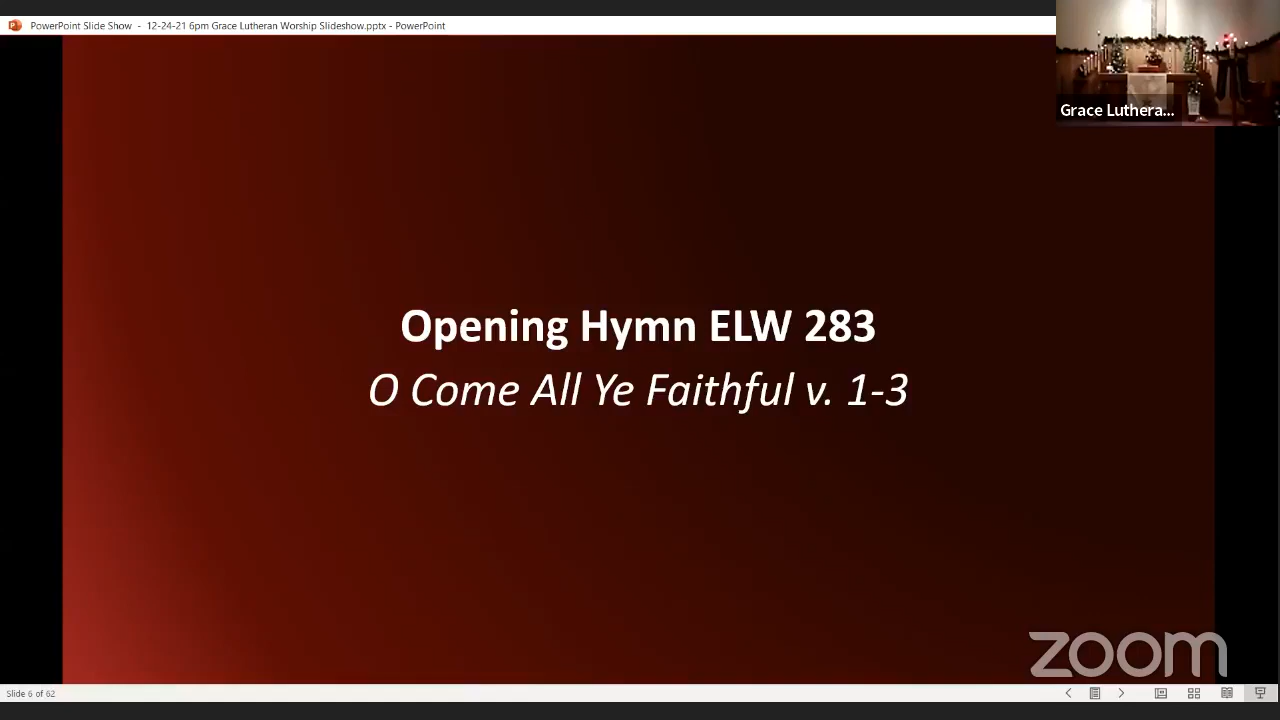 PowerPoint Slide Show - 12-24-21 6pm Grace Lutheran Worship Slideshow.pptx - PowerPoint
Grace Luthera...
Opening Hymn ELW 283
O Come All Ye Faithful v. 1-3
zoom
Slide 6 of 62